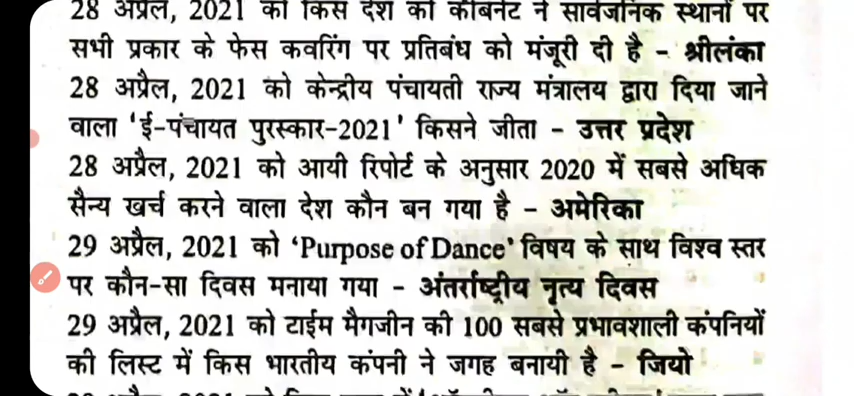 28 अप्रैल, 2021 को किस देश की कैबिनेट ने सार्वजनिक स्थानों पर
सभी प्रकार के फेस कवरिंग पर प्रतिबंध को मंजूरी दी है - श्रीलंका
28 अप्रैल, 2021 को केन्द्रीय पंचायती राज्य मंत्रालय द्वारा दिया जाने
वाला 'ई-पंचायत पुरस्कार-2021' किसने जीता - उत्तर प्रदेश
28 अप्रैल, 2021 को आयी रिपोर्ट के अनुसार 2020 में सबसे अधिक
सैन्य खर्च करने वाला देश कौन बन गया है - अमेरिका
29 अप्रैल, 2021 को 'Purpose of Dance' विषय के साथ विश्व स्तर
पर कौन-सा दिवस मनाया गया - अंतर्राष्ट्रीय नृत्य दिवस
29 अप्रैल, 2021 को टाईम मैगजीन की 100 सबसे प्रभावशाली कंपनियों
की लिस्ट में किस भारतीय कंपनी ने जगह बनायी है - जियो